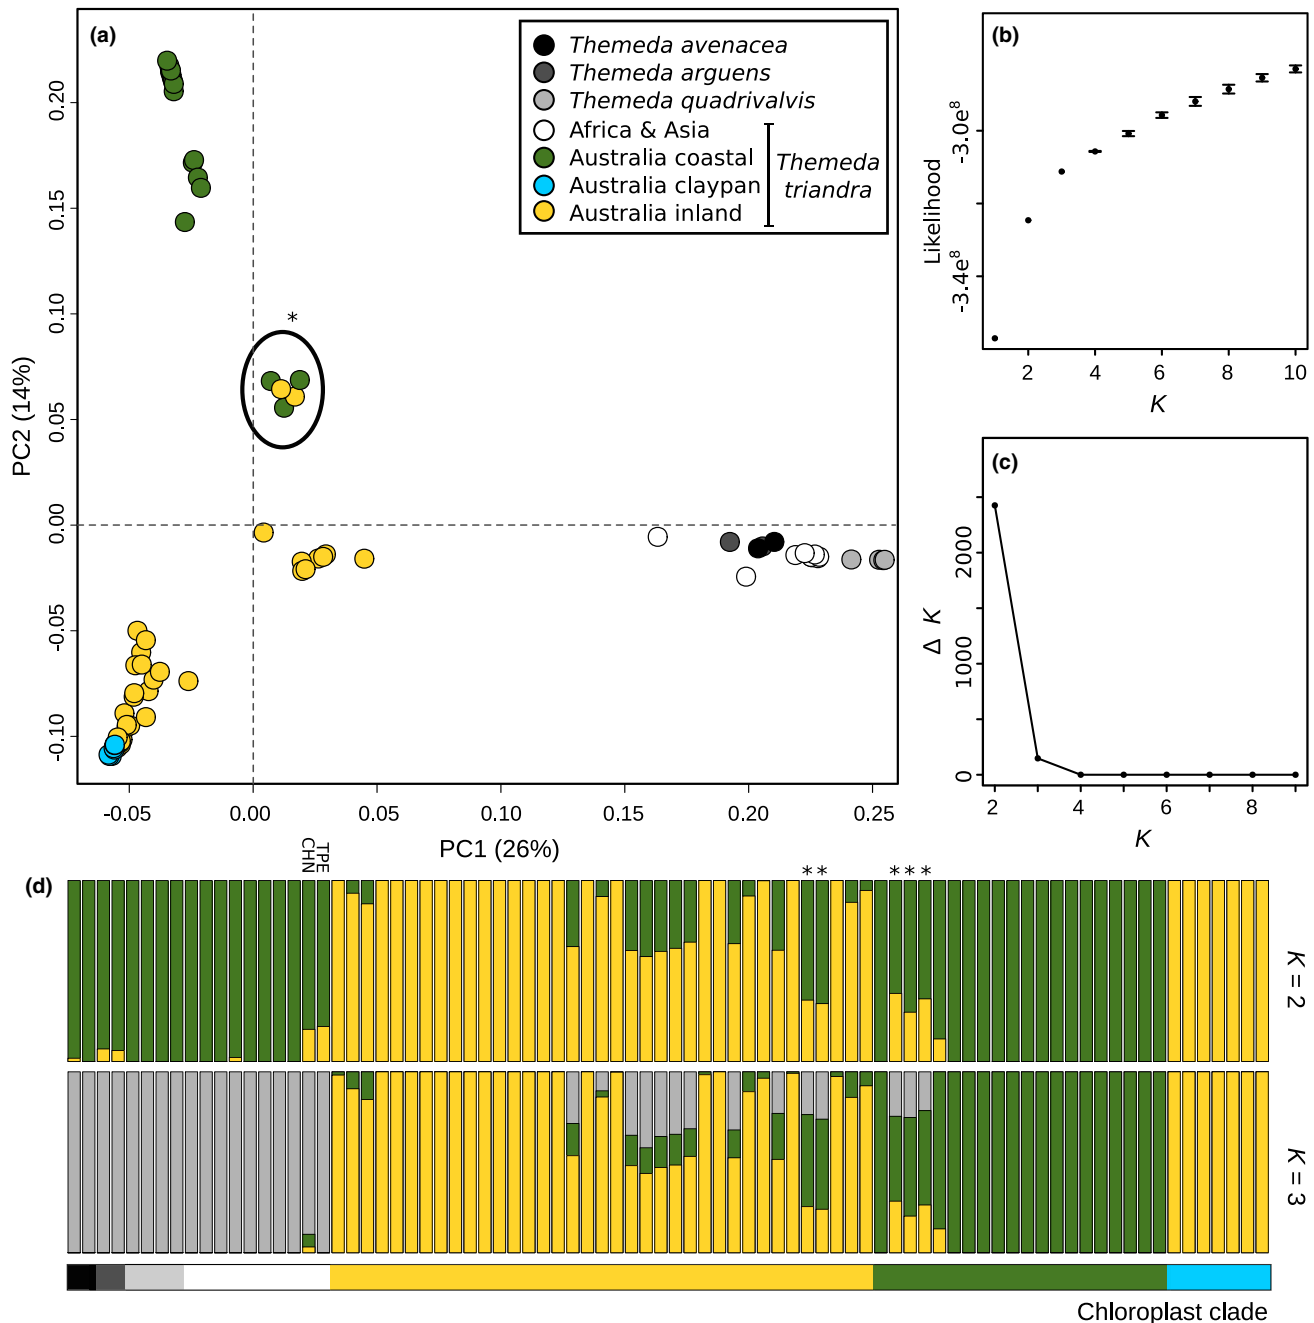 (a)
Themeda avenacea
Themeda arguens
Themeda quadrivalvis
Africa & Asia
Australia coastal
Australia claypan
Australia inland
Themeda
triandra
*
0.20
0.15
0.10
0.05
0.00
-0.05
-0.10
PC2 (14%)
-0.05 0.00 0.05 0.10 0.15 0.20 0.25
PC1 (26%)
(b)
Likelihood
-3.0e⁸
-3.4e⁸
2 4 6 8 10
K
(c)
Δ K
2000
1000
0
2 4 6 8
K
(d)
CHN
TPE
* * * * *
K = 2
K = 3
Chloroplast clade